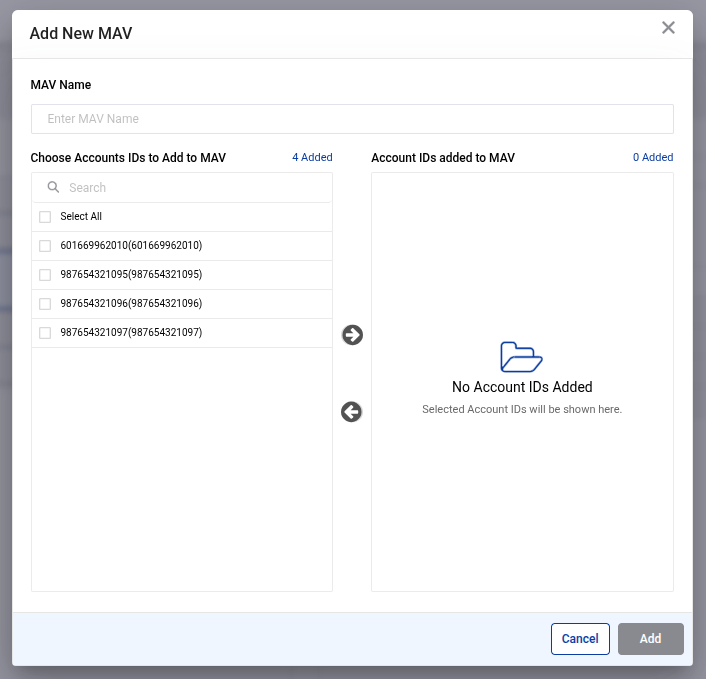 Add New MAV
MAV Name
Enter MAV Name
Choose Accounts IDs to Add to MAV
4 Added
Search
Select All
601669962010(601669962010)
987654321095(987654321095)
987654321096(987654321096)
987654321097(987654321097)
Account IDs added to MAV
0 Added
No Account IDs Added
Selected Account IDs will be shown here.
Cancel
Add